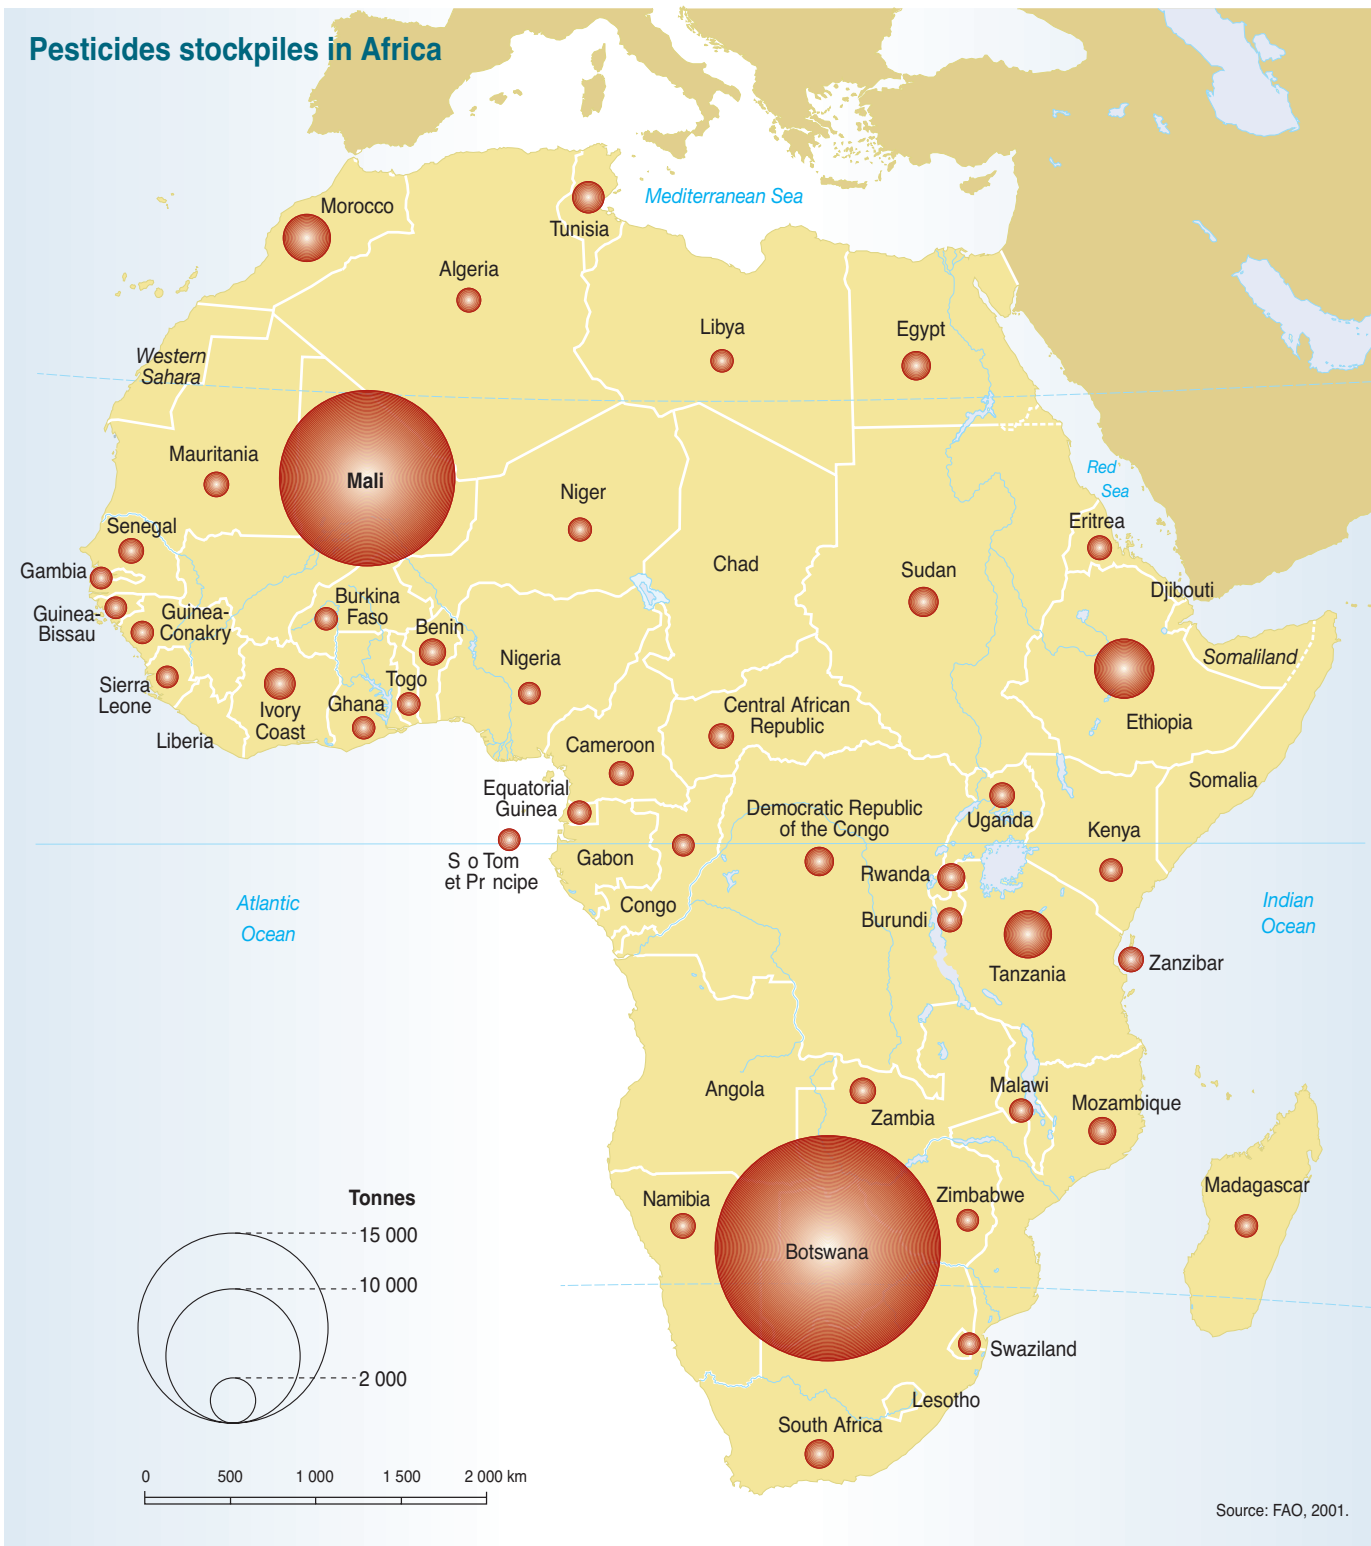 Pesticides stockpiles in Africa
Mediterranean Sea
Morocco
Tunisia
Algeria
Libya
Egypt
Western
Sahara
Mauritania
Mali
Niger
Red
Sea
Senegal
Eritrea
Gambia
Chad
Sudan
Djibouti
Guinea-
Bissau
Guinea-
Conakry
Burkina
Faso
Benin
Nigeria
Somaliland
Sierra
Leone
Togo
Ivory
Coast
Ghana
Central African
Republic
Ethiopia
Liberia
Cameroon
Somalia
Equatorial
Guinea
Democratic Republic
of the Congo
Uganda
Kenya
S o Tom
et Pr ncipe
Gabon
Rwanda
Congo
Burundi
Atlantic
Ocean
Indian
Ocean
Tanzania
Zanzibar
Angola
Malawi
Zambia
Mozambique
Namibia
Zimbabwe
Madagascar
Botswana
Swaziland
Lesotho
South Africa
Tonnes
15 000
10 000
2 000
0 500 1 000 1 500 2 000 km
Source: FAO, 2001.